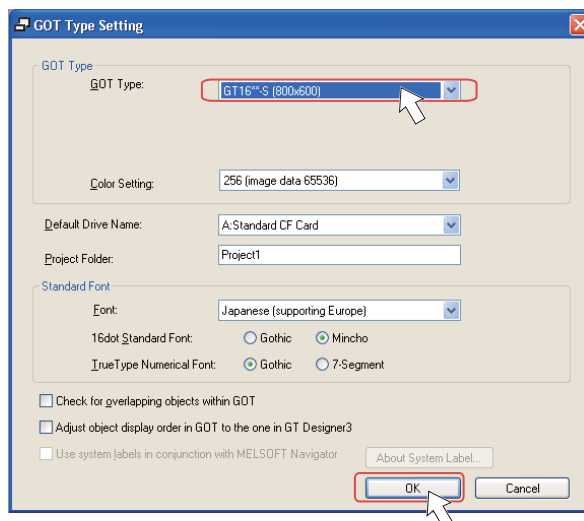 GOT Type Setting
GOT Type
GOT Type: GT16**-S (800x600)
Color Setting: 256 (image data 65536)
Default Drive Name: A:Standard CF Card
Project Folder: Project1
Standard Font
Font: Japanese (supporting Europe)
16dot Standard Font: Gothic Mincho
TrueType Numerical Font: Gothic 7-Segment
Check for overlapping objects within GOT
Adjust object display order in GOT to the one in GT Designer3
Use system labels in conjunction with MELSOFT Navigator About System Label...
OK Cancel